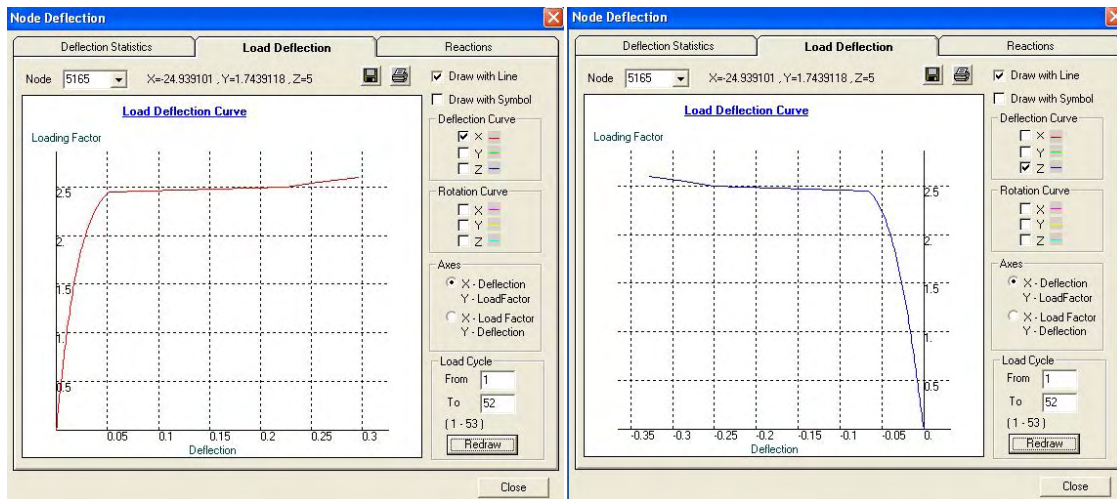 Node Deflection
Deflection Statistics
Load Deflection
Reactions
Node 5165 X=-24.939101 , Y=1.7439118 , Z=5
Draw with Line
Draw with Symbol
Load Deflection Curve
Deflection Curve
X
Y
Z
Loading Factor
2.5
2.
1.5
1.
0.5
0.05 0.1 0.15 0.2 0.25 0.3
Deflection
Rotation Curve
X
Y
Z
Axes
X - Deflection
Y - LoadFactor
X - Load Factor
Y - Deflection
Load Cycle
From 1
To 52
( 1 - 53 )
Redraw
Close
Node Deflection
Deflection Statistics
Load Deflection
Reactions
Node 5165 X=-24.939101 , Y=1.7439118 , Z=5
Draw with Line
Draw with Symbol
Load Deflection Curve
Deflection Curve
X
Y
Z
Loading Factor
2.5
2.
1.5
1.
0.5
-0.35 -0.3 -0.25 -0.2 -0.15 -0.1 -0.05 0.
Deflection
Rotation Curve
X
Y
Z
Axes
X - Deflection
Y - LoadFactor
X - Load Factor
Y - Deflection
Load Cycle
From 1
To 52
( 1 - 53 )
Redraw
Close